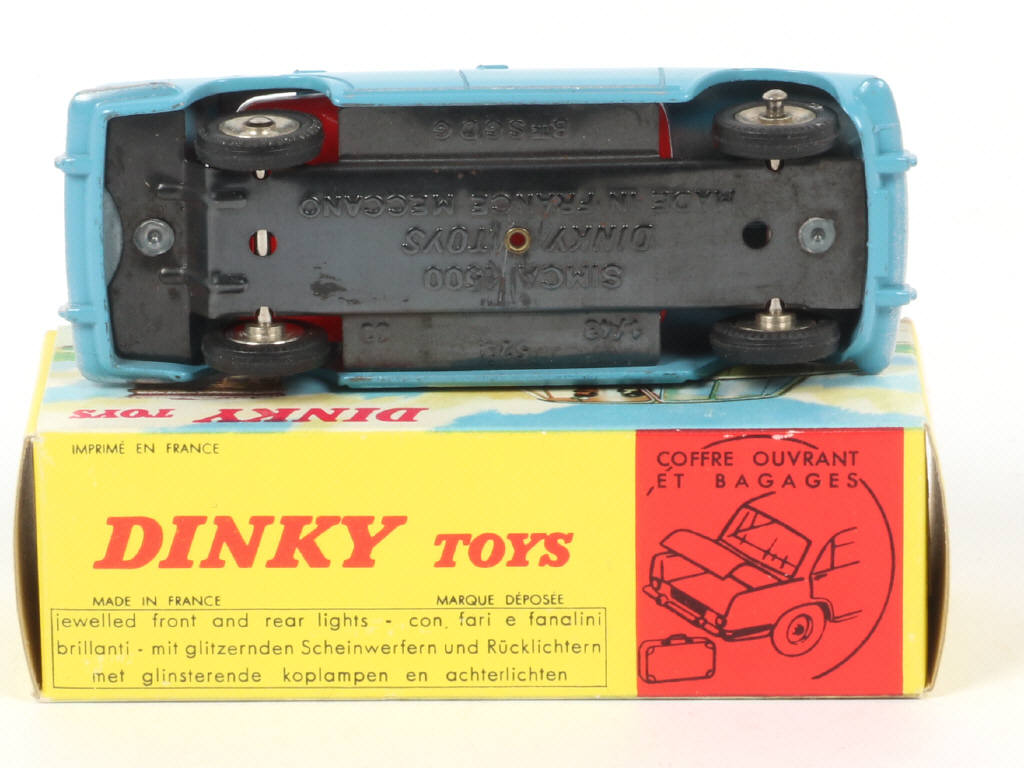 Bte S.G.D.G
MADE IN FRANCE MECCANO
DINKY TOYS
SIMCA 1500
DINKY TOYS
IMPRIMÉ EN FRANCE
DINKY TOYS
MADE IN FRANCE
MARQUE DÉPOSÉE
jewelled front and rear lights - con fari e fanalini
brillanti - mit glitzernden Scheinwerfern und Rücklichtern
met glinsterende koplampen en achterlichten
COFFRE OUVRANT
ET BAGAGES